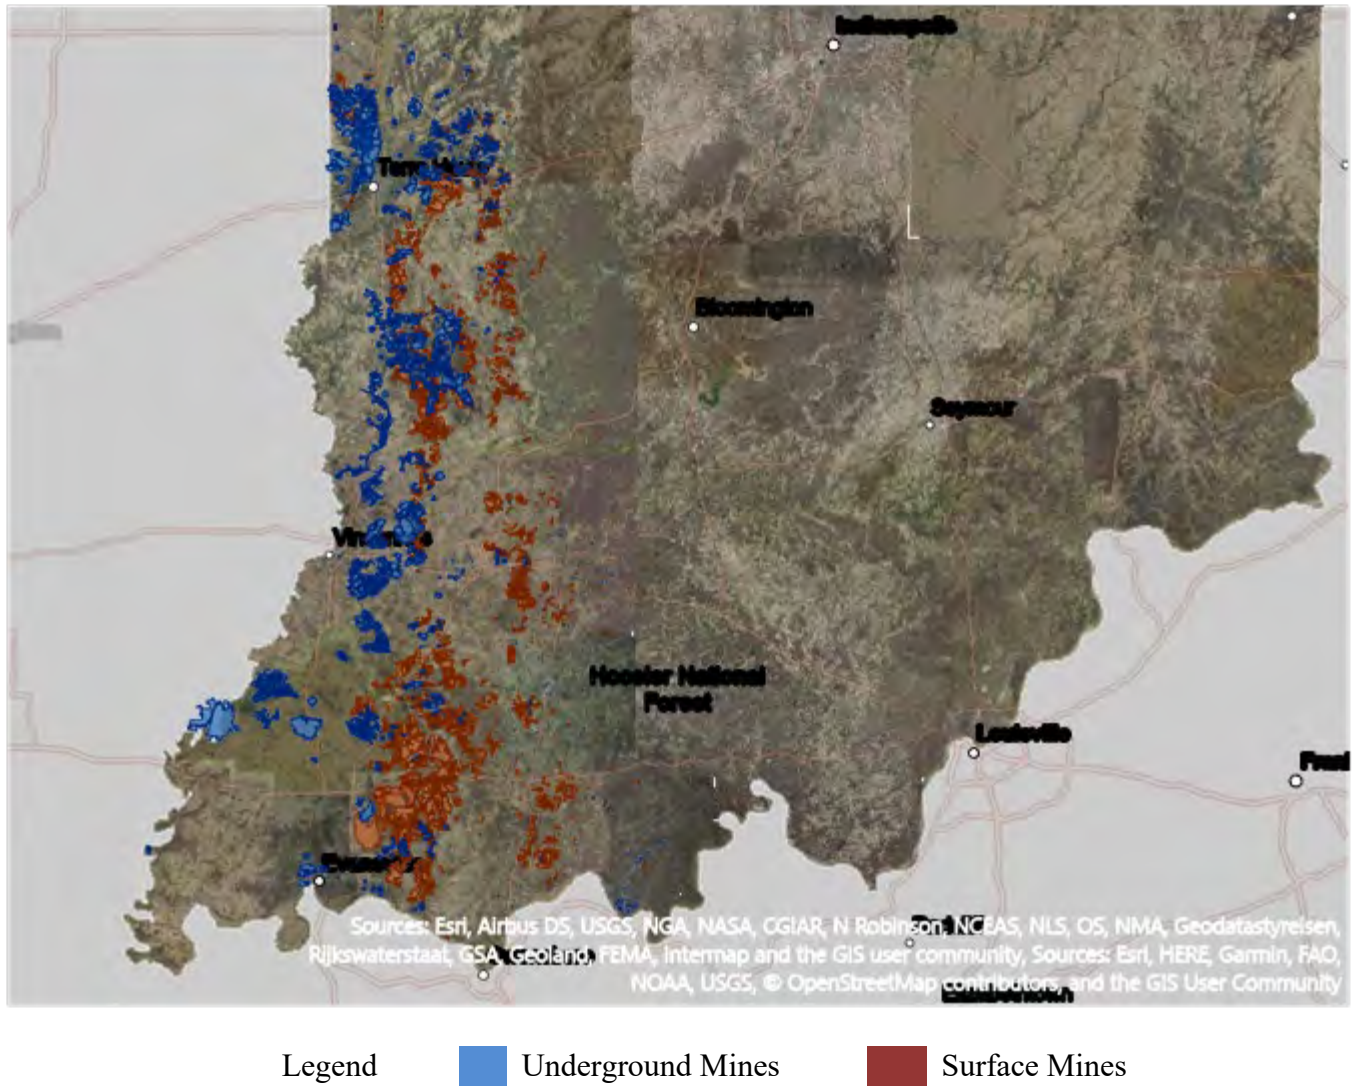 Indianapolis
Bloomington
Seymour
Hoosier National
Forest
Louisville
Sources: Esri, Airbus DS, USGS, NGA, NASA, CGIAR, N Robinson, NCEAS, NLS, OS, NMA, Geodatastyrelsen,
Rijkswaterstaat, GSA, Geoland, FEMA, Intermap and the GIS user community, Sources: Esri, HERE, Garmin, FAO,
NOAA, USGS, © OpenStreetMap contributors, and the GIS User Community
Legend Underground Mines Surface Mines